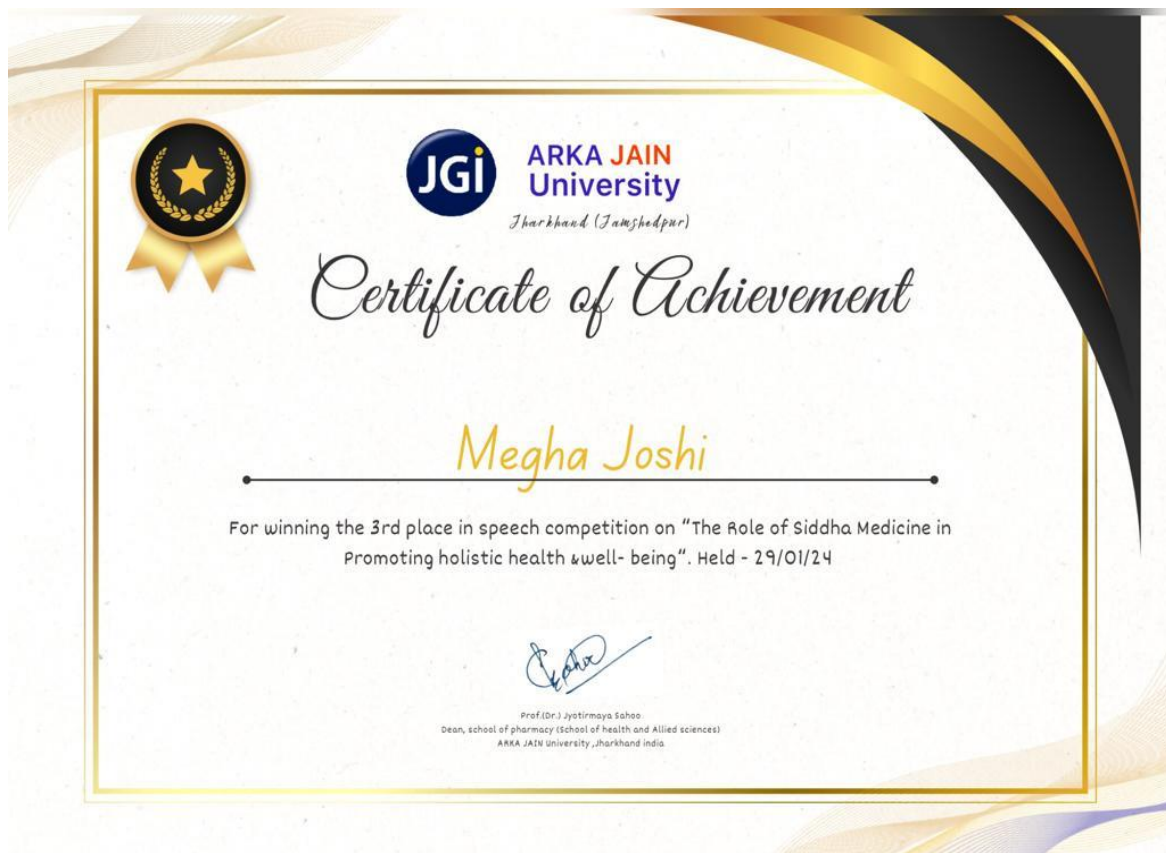 JGi
ARKA JAIN
University
Jharkhand (Jamshedpur)
Certificate of Achievement
Megha Joshi
For winning the 3rd place in speech competition on "The Role of Siddha Medicine in
Promoting holistic health &well- being". Held - 29/01/24
Prof.(Dr.) Jyotirmaya Sahoo
Dean, school of pharmacy (School of health and Allied sciences)
ARKA JAIN University ,Jharkhand india